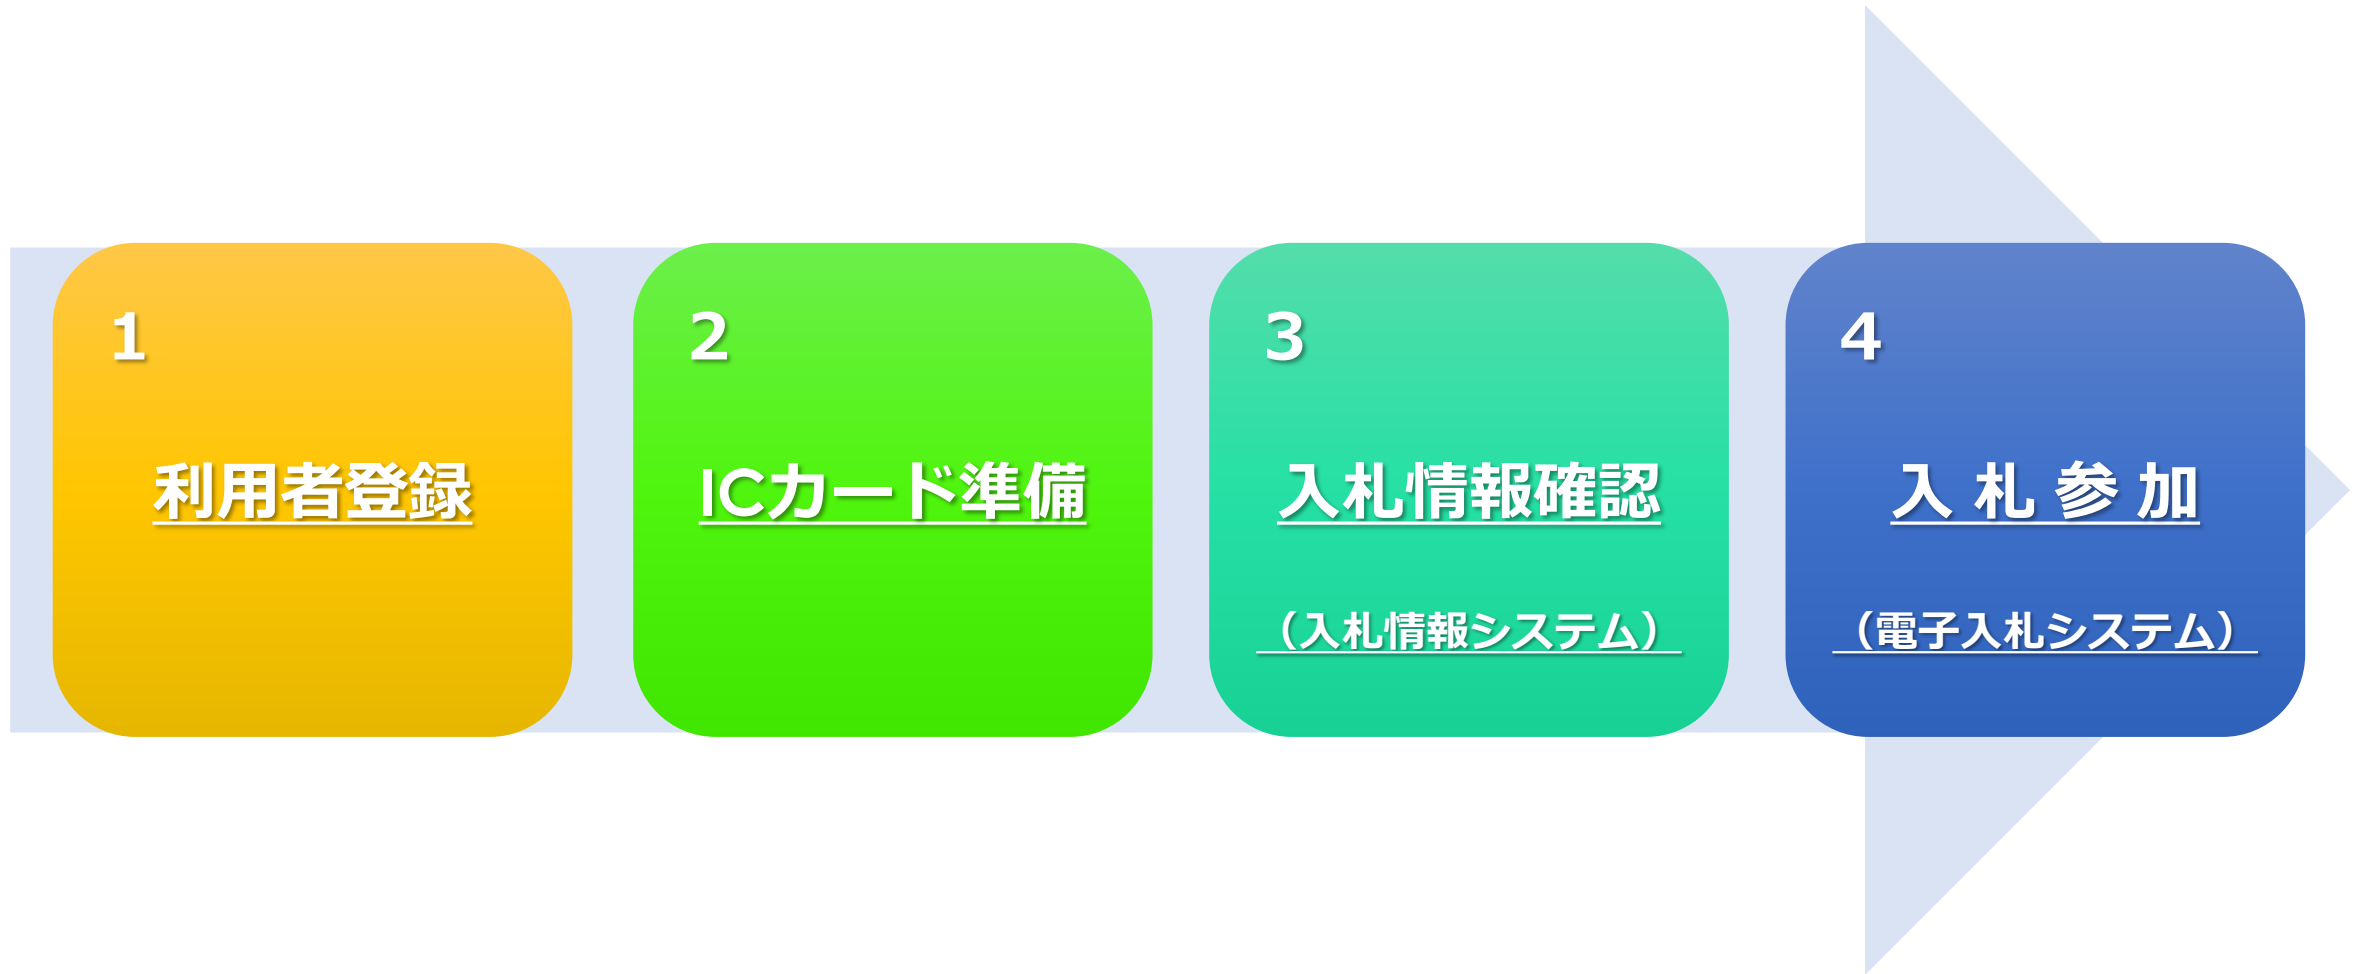 1
利用者登録
2
ICカード準備
3
入札情報確認
（入札情報システム）
4
入 札 参 加
（電子入札システム）